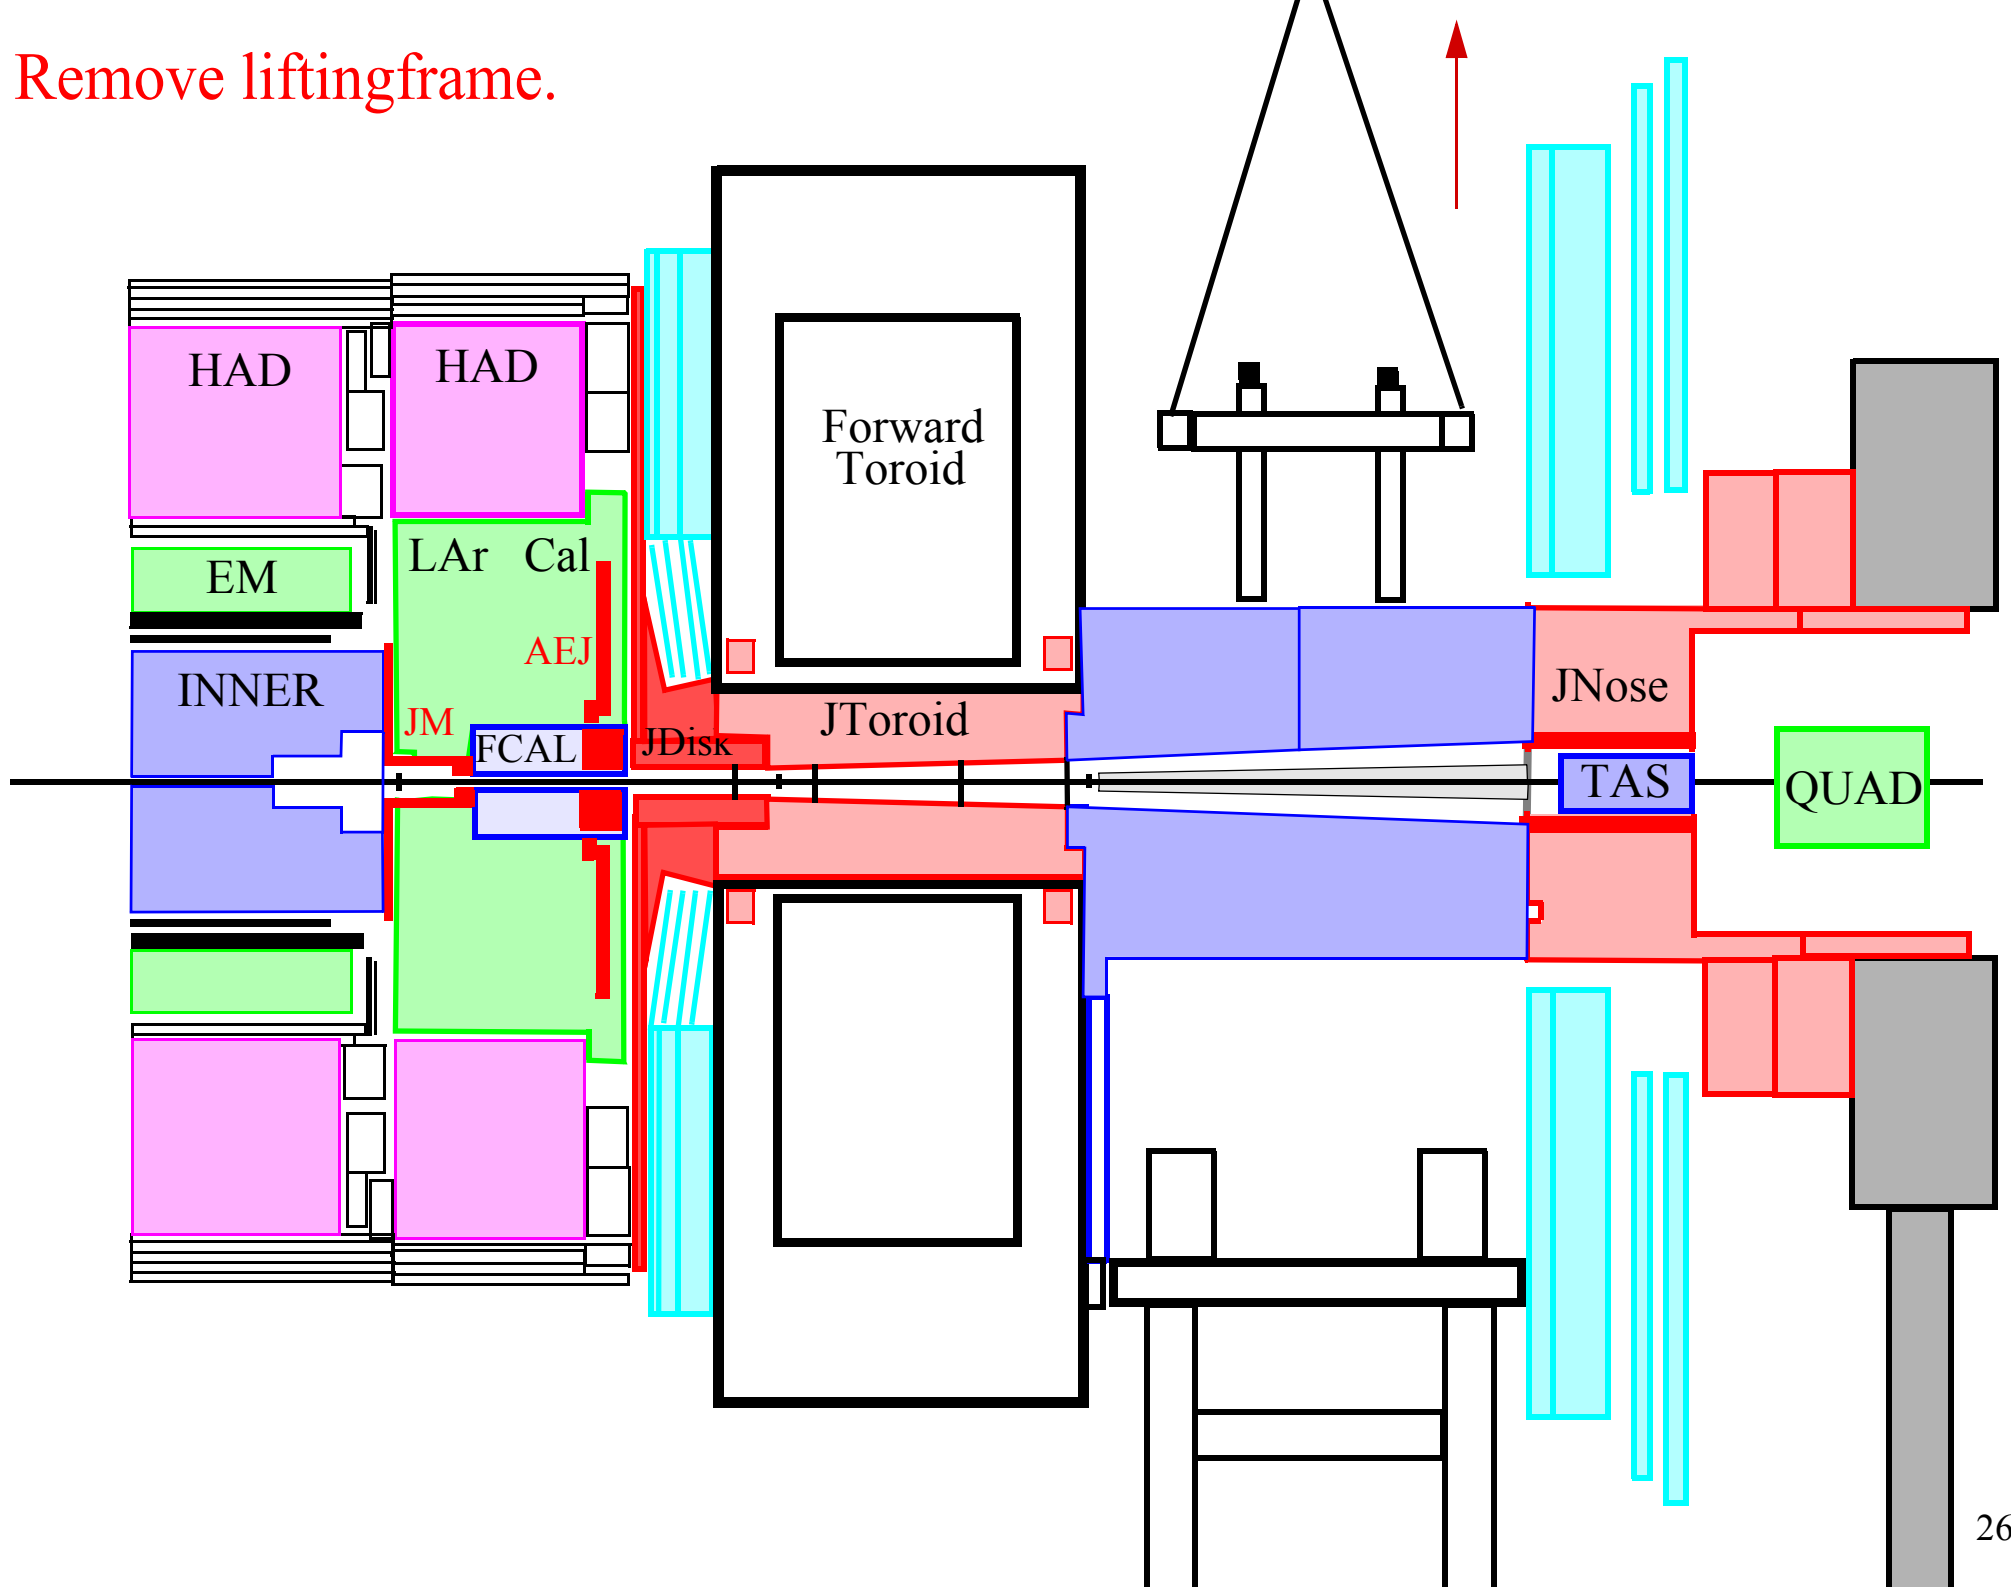 Remove liftingframe.
HAD
HAD
Forward
Toroid
LAr Cal
EM
AEJ
INNER
JM
JToroid
JNose
FCAL
JDisk
TAS
QUAD
26